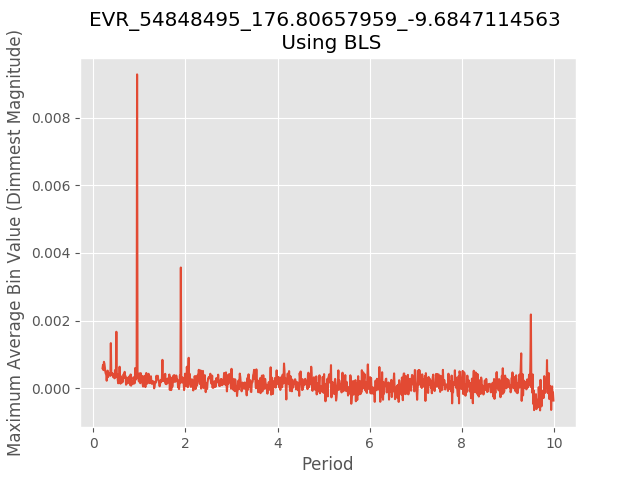 EVR_54848495_176.80657959_-9.6847114563
Using BLS
Maximum Average Bin Value (Dimmest Magnitude)
0.008
0.006
0.004
0.002
0.000
0
2
4
6
8
10
Period